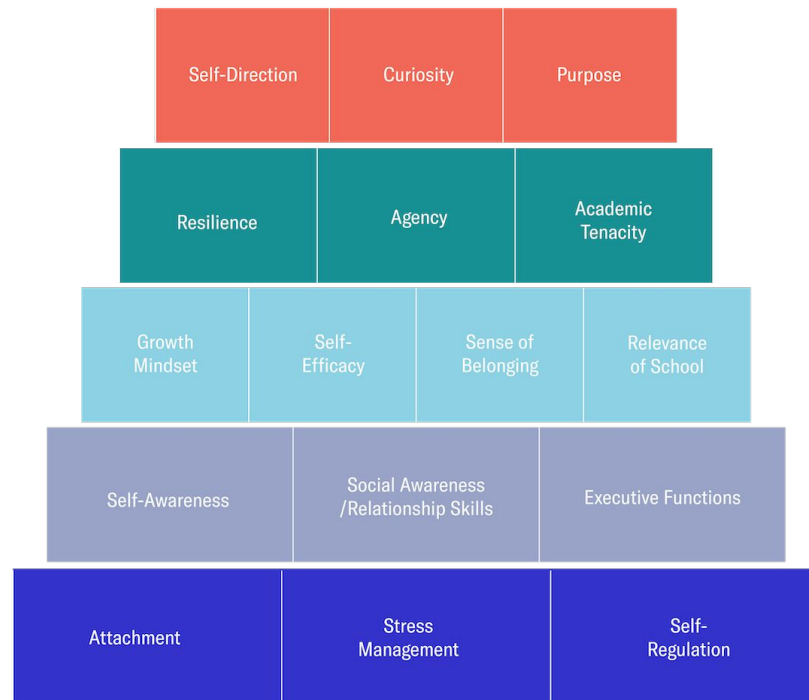 Self-Direction
Curiosity
Purpose
Resilience
Agency
Academic
Tenacity
Growth
Mindset
Self-
Efficacy
Sense of
Belonging
Relevance
of School
Self-Awareness
Social Awareness
/Relationship Skills
Executive Functions
Attachment
Stress
Management
Self-
Regulation